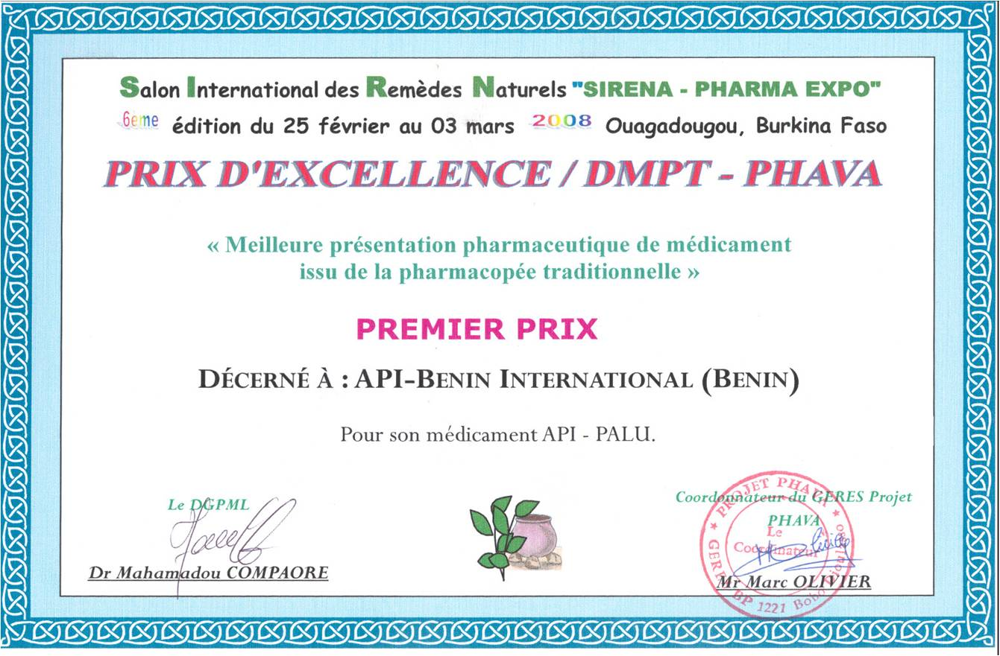 Salon International des Remèdes Naturels "SIRENA - PHARMA EXPO"
6ème édition du 25 février au 03 mars 2008 Ouagadougou, Burkina Faso
PRIX D'EXCELLENCE / DMPT - PHAVA
« Meilleure présentation pharmaceutique de médicament
issu de la pharmacopée traditionnelle »
PREMIER PRIX
DÉCERNÉ À : API-BENIN INTERNATIONAL (BENIN)
Pour son médicament API - PALU.
Le DGPML
Dr Mahamadou COMPAORE
Coordonnateur du GERES Projet
PHAVA
Mr Marc OLIVIER
PROJET PHAVA
Le
Coordinateur
BP 1221 Bobo